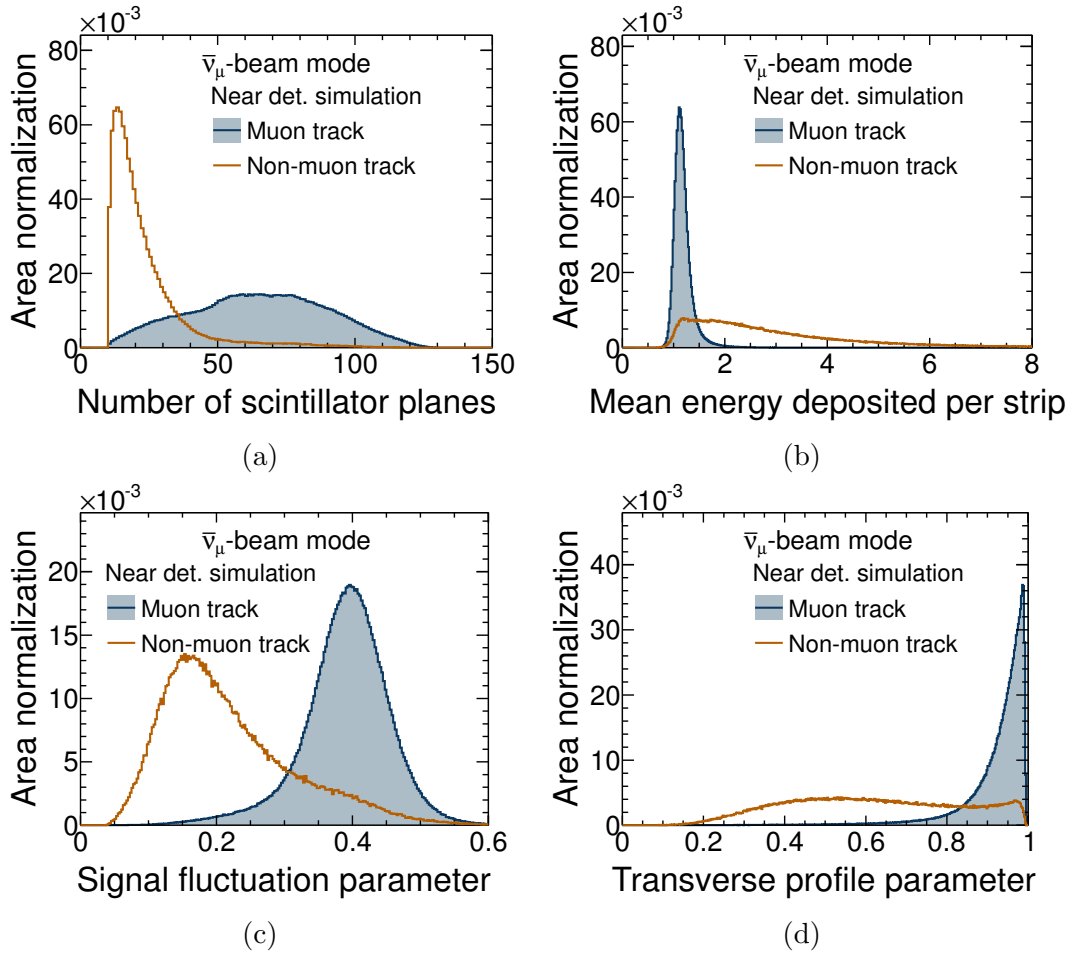 ×10⁻³
80
60
40
20
0
Area normalization
ν̄μ-beam mode
Near det. simulation
Muon track
Non-muon track
0 50 100 150
Number of scintillator planes
(a)
×10⁻³
80
60
40
20
0
Area normalization
ν̄μ-beam mode
Near det. simulation
Muon track
Non-muon track
0 2 4 6 8
Mean energy deposited per strip
(b)
×10⁻³
20
15
10
5
0
Area normalization
ν̄μ-beam mode
Near det. simulation
Muon track
Non-muon track
0 0.2 0.4 0.6
Signal fluctuation parameter
(c)
×10⁻³
40
20
0
Area normalization
ν̄μ-beam mode
Near det. simulation
Muon track
Non-muon track
0 0.2 0.4 0.6 0.8 1
Transverse profile parameter
(d)